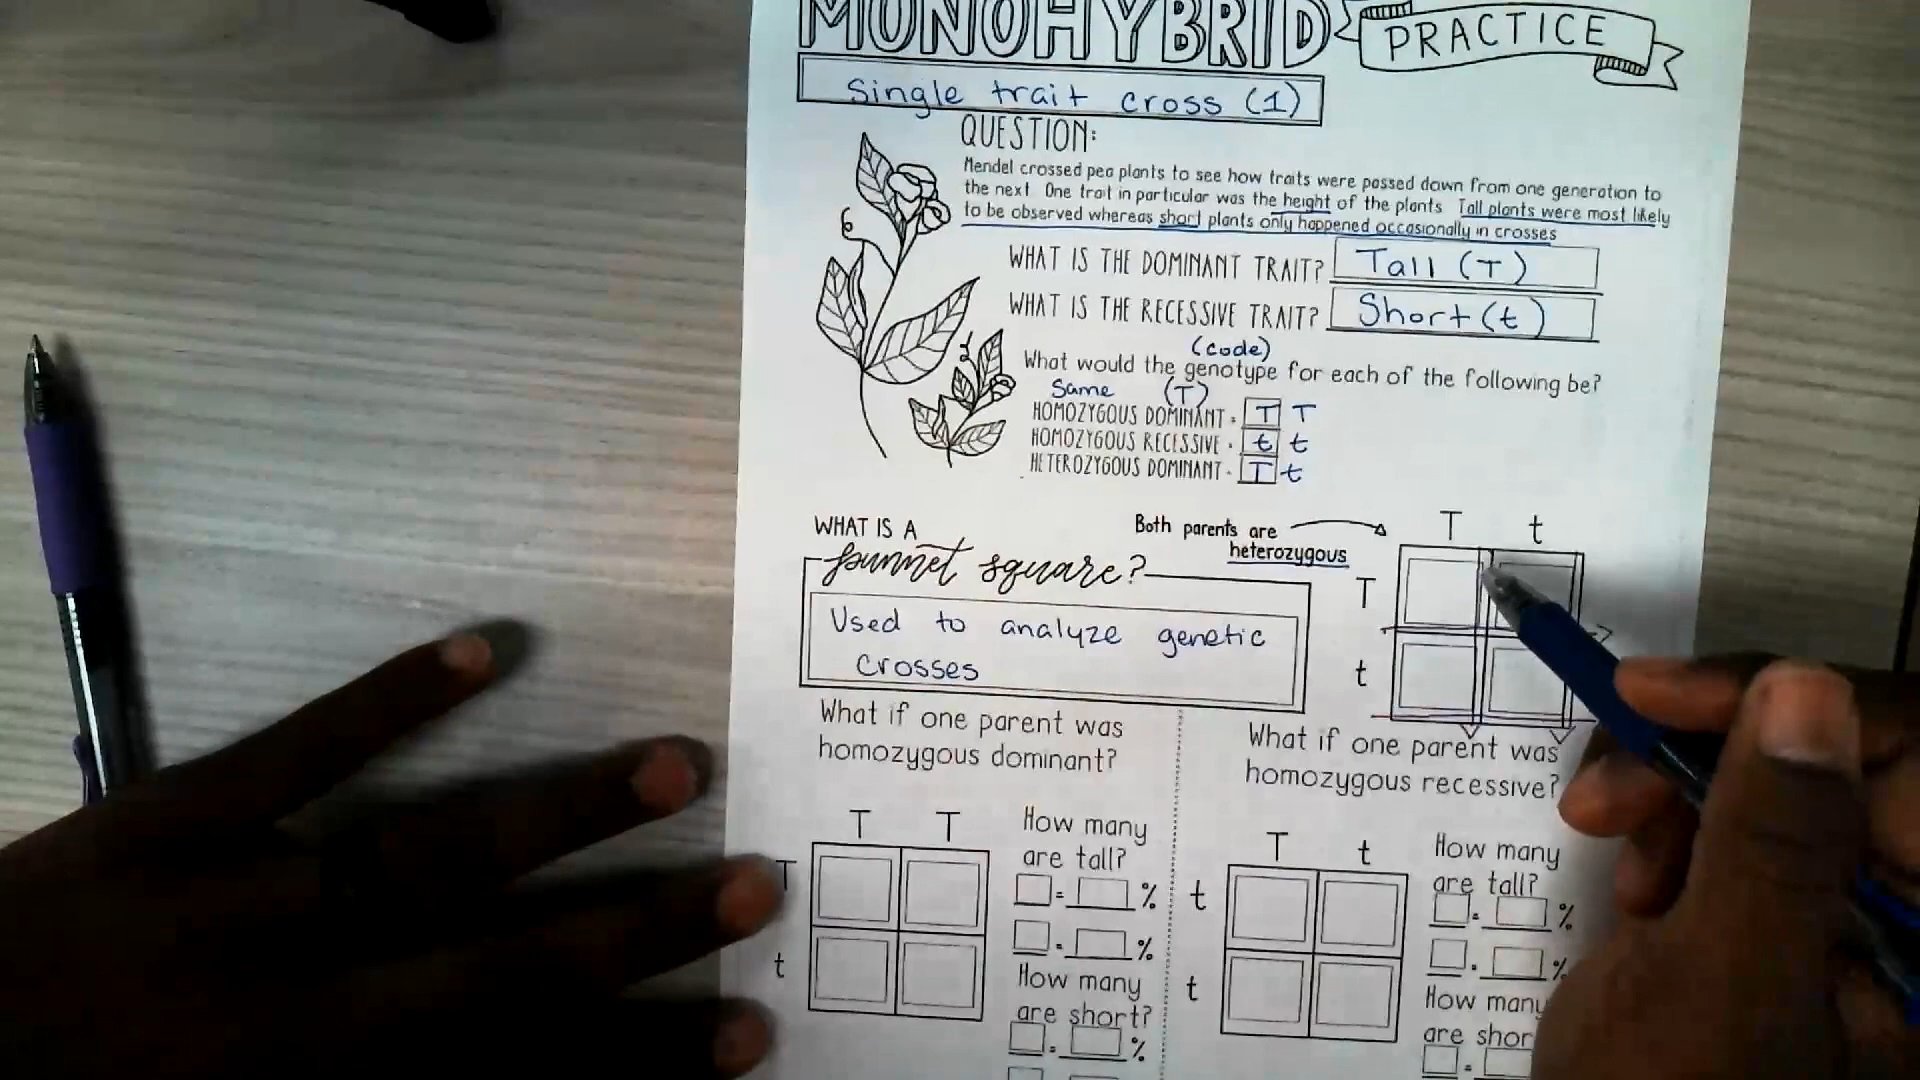 MONOHYBRID PRACTICE
Single trait cross (1)
QUESTION:
Mendel crossed pea plants to see how traits were passed down from one generation to
the next. One trait in particular was the height of the plants. Tall plants were most likely
to be observed whereas short plants only happened occasionally in crosses
WHAT IS THE DOMINANT TRAIT? Tall (T)
WHAT IS THE RECESSIVE TRAIT? Short (t)
(code)
What would the genotype for each of the following be?
Same (T)
HOMOZYGOUS DOMINANT - T T
HOMOZYGOUS RECESSIVE - t t
HETEROZYGOUS DOMINANT - T t
WHAT IS A
punnet square?
Used to analyze genetic
crosses
Both parents are
heterozygous
T t
T
t
What if one parent was
homozygous dominant?
T T
T
t
How many
are tall?
= %
= %
How many
are short?
= %
What if one parent was
homozygous recessive?
T t
t
t
How many
are tall?
= %
= %
How many
are shor
=